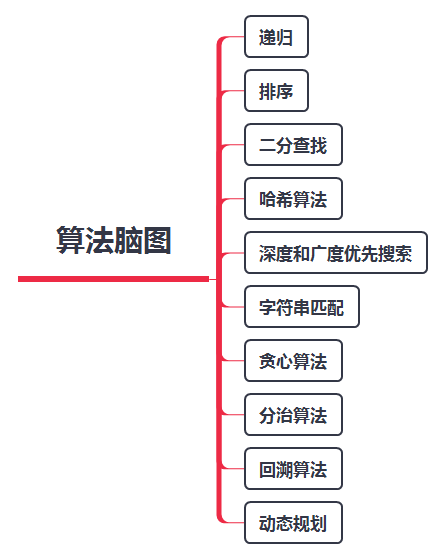 算法脑图
递归
排序
二分查找
哈希算法
深度和广度优先搜索
字符串匹配
贪心算法
分治算法
回溯算法
动态规划